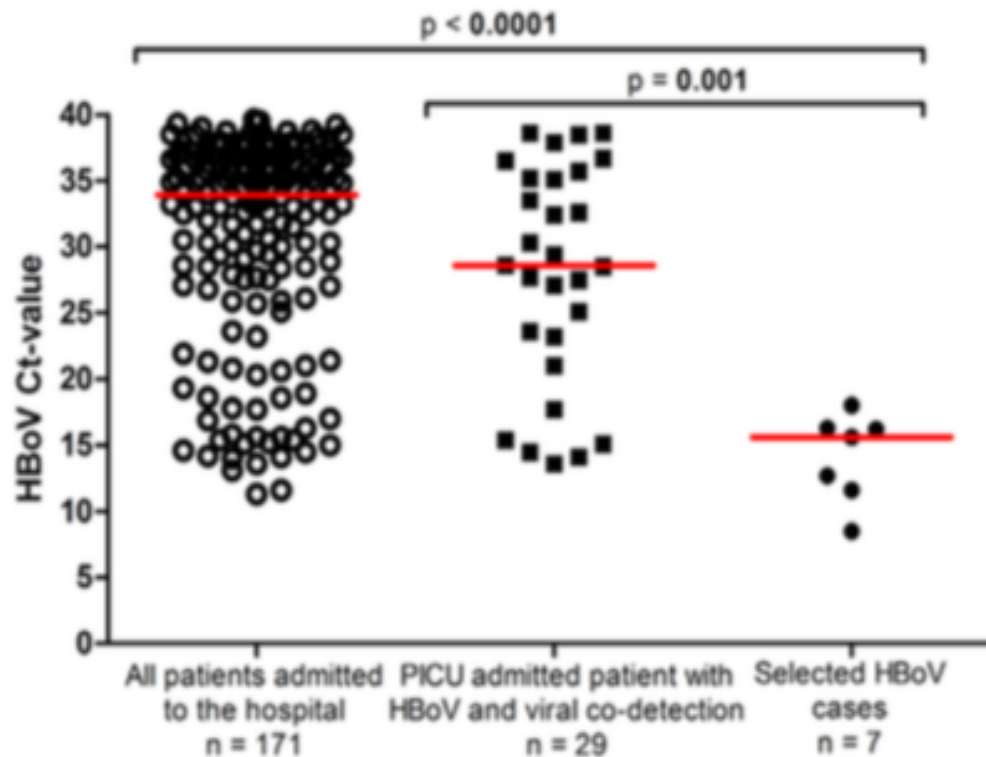 p < 0.0001
p = 0.001
40
35
30
25
20
15
10
5
0
HBoV Ct-value
All patients admitted
to the hospital
n = 171
PICU admitted patient with
HBoV and viral co-detection
n = 29
Selected HBoV
cases
n = 7